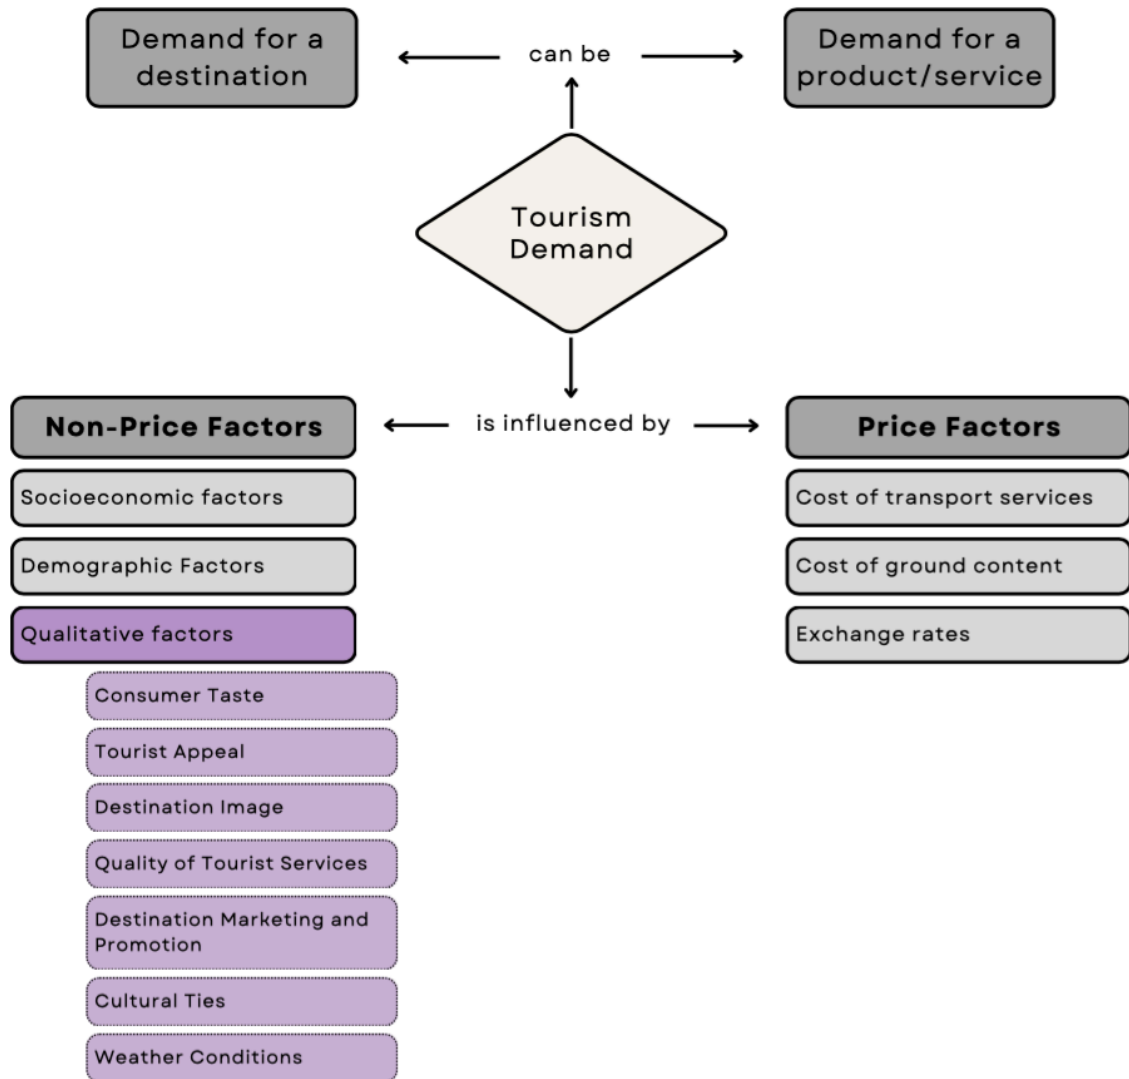 Demand for a
destination
can be
Demand for a
product/service
Tourism
Demand
is influenced by
Non-Price Factors
Socioeconomic factors
Demographic Factors
Qualitative factors
Consumer Taste
Tourist Appeal
Destination Image
Quality of Tourist Services
Destination Marketing and
Promotion
Cultural Ties
Weather Conditions
Price Factors
Cost of transport services
Cost of ground content
Exchange rates